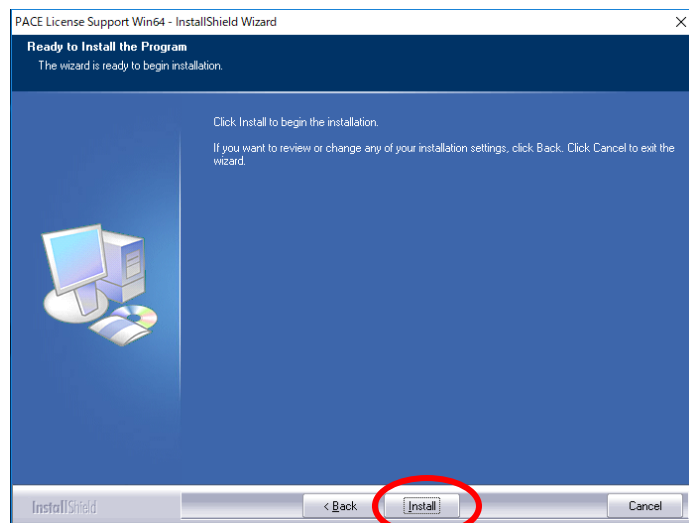 PACE License Support Win64 - InstallShield Wizard
Ready to Install the Program
The wizard is ready to begin installation.
Click Install to begin the installation.
If you want to review or change any of your installation settings, click Back. Click Cancel to exit the
wizard.
InstallShield
< Back
Install
Cancel